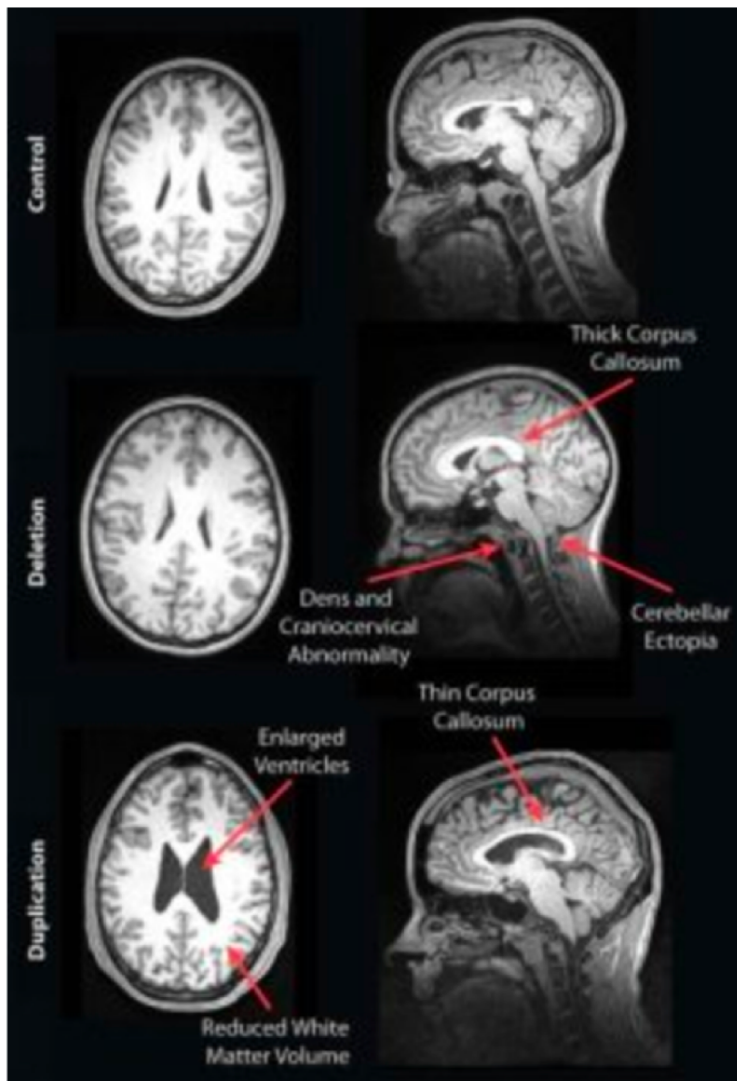 Control
Thick Corpus
Callosum
Deletion
Dens and
Craniocervical
Abnormality
Cerebellar
Ectopia
Thin Corpus
Callosum
Enlarged
Ventricles
Duplication
Reduced White
Matter Volume